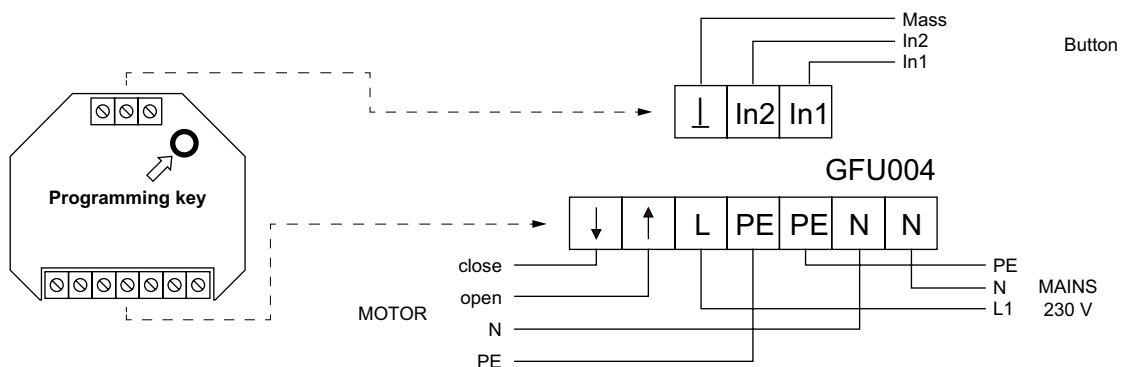 Mass
In2
In1
Button
⊥ In2 In1
Programming key
GFU004
↓ ↑ L PE PE N N
close
open
MOTOR
N
PE
PE
N
L1
MAINS
230 V